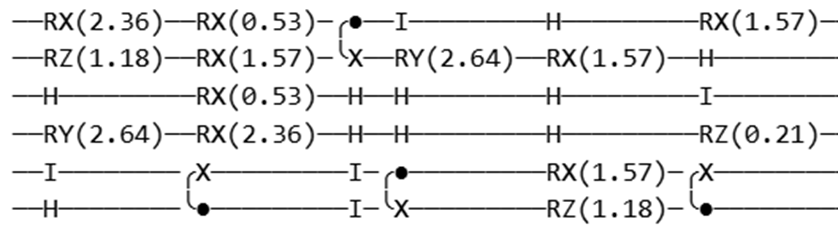 ──RX(2.36)──RX(0.53)─╭●──I─────────H─────────RX(1.57)─
──RZ(1.18)──RX(1.57)─╰X──RY(2.64)──RX(1.57)──H────────
──H─────────RX(0.53)──H──H─────────H─────────I────────
──RY(2.64)──RX(2.36)──H──H─────────H─────────RZ(0.21)─
──I────────╭X─────────I─╭●─────────RX(1.57)─╭X────────
──H────────╰●─────────I─╰X─────────RZ(1.18)─╰●────────